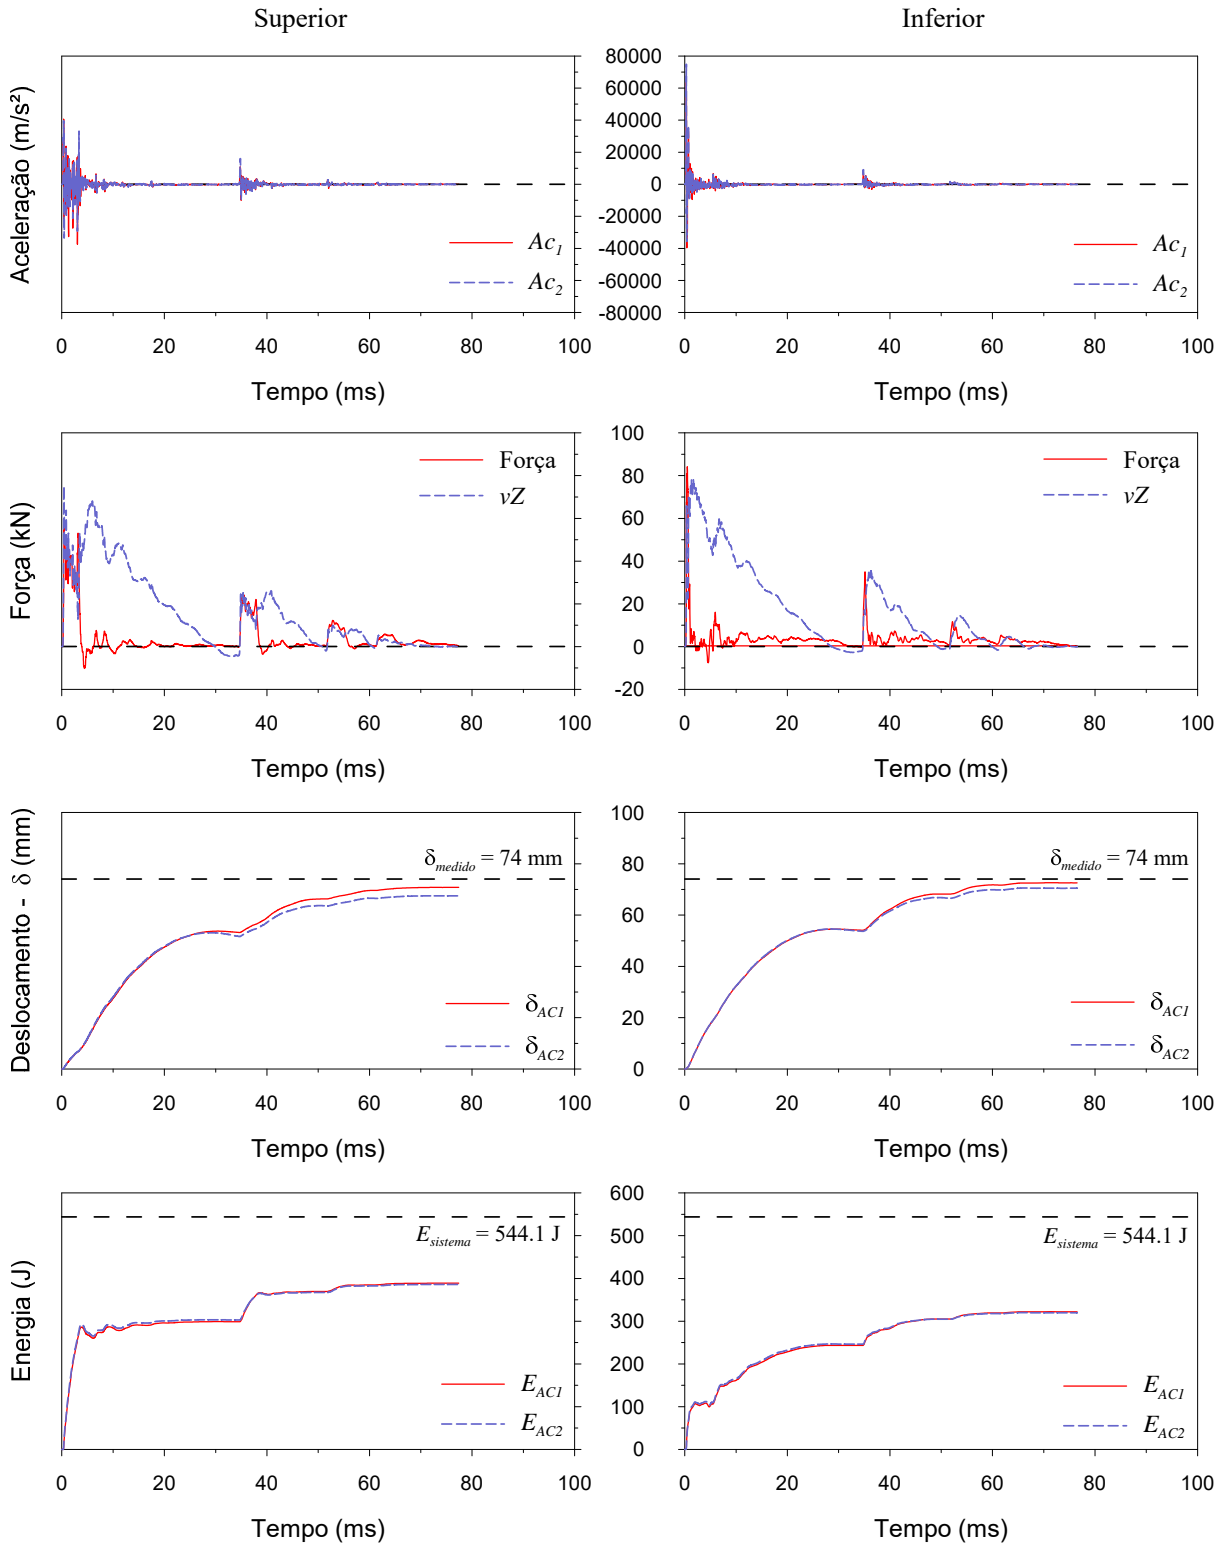 Superior Inferior
Aceleração (m/s²)
80000
60000
40000
20000
0
-20000
-40000
-60000
-80000
Ac1
Ac2
Ac1
Ac2
0 20 40 60 80 100
0 20 40 60 80 100
Tempo (ms) Tempo (ms)
Força (kN)
100
80
60
40
20
0
-20
Força
vZ
Força
vZ
0 20 40 60 80 100
0 20 40 60 80 100
Tempo (ms) Tempo (ms)
Deslocamento - δ (mm)
100
80
60
40
20
0
δmedido = 74 mm
δAC1
δAC2
δmedido = 74 mm
δAC1
δAC2
0 20 40 60 80 100
0 20 40 60 80 100
Tempo (ms) Tempo (ms)
Energia (J)
600
500
400
300
200
100
0
Esistema = 544.1 J
EAC1
EAC2
Esistema = 544.1 J
EAC1
EAC2
0 20 40 60 80 100
0 20 40 60 80 100
Tempo (ms) Tempo (ms)